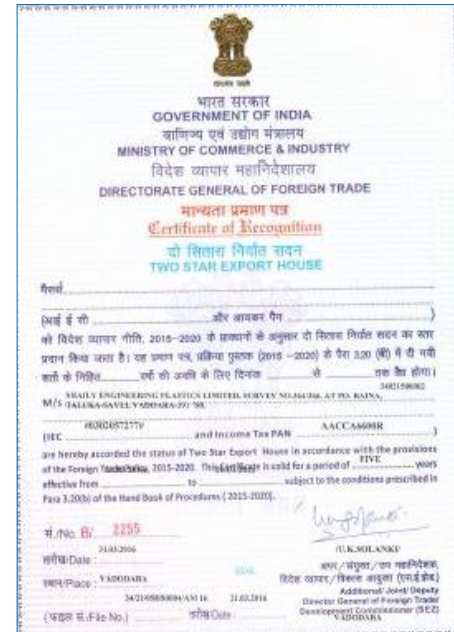 सत्यमेव जयते
भारत सरकार
GOVERNMENT OF INDIA
वाणिज्य एवं उद्योग मंत्रालय
MINISTRY OF COMMERCE & INDUSTRY
विदेश व्यापार महानिदेशालय
DIRECTORATE GENERAL OF FOREIGN TRADE
मान्यता प्रमाण पत्र
Certificate of Recognition
दो सितारा निर्यात सदन
TWO STAR EXPORT HOUSE
मैसर्स
(आई ई सी और आयकर पैन )
को विदेश व्यापार नीति, 2015-2020 के प्रावधानों के अनुसार दो सितारा निर्यात सदन का स्तर
प्रदान किया जाता है। यह प्रमाण पत्र, प्रक्रिया पुस्तक (2015 -2020) के पैरा 3.20 (बी) में दी गयी
शर्तों के निहित वर्षों की अवधि के लिए दिनांक से तक वैध होगा।
M/s SHAILY ENGINEERING PLASTICS LIMITED, SURVEY AT PO. RANIA,
TALUKA-SAVLI, VADODARA
(IEC and Income Tax PAN AACCA6600R )
are hereby accorded the status of Two Star Export House in accordance with the provisions
of the Foreign Trade Policy, 2015-2020. This Certificate is valid for a period of FIVE years
effective from to subject to the conditions prescribed in
Para 3.20(b) of the Hand Book of Procedures ( 2015-2020).
सं./No. B/ 2255
तारीख/Date : 21.03.2016
(U.K.SOLANKI)
स्थान/Place : VADODARA
अपर/संयुक्त/उप महानिदेशक,
विदेश व्यापार/विकास आयुक्त (एस.ई.ज़ेड.)
Additional/ Joint/ Deputy
Director General of Foreign Trade/
Development Commissioner (SEZ)
VADODARA
21.03.2016
(फाइल सं./File No.) तारीख/Date